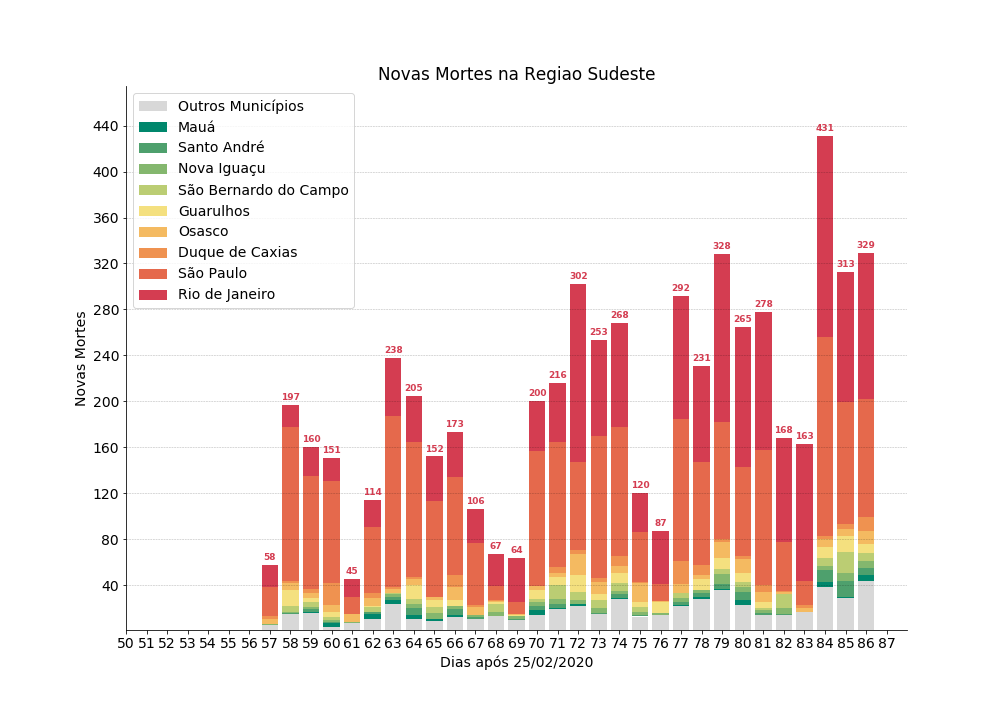 Novas Mortes na Regiao Sudeste
Outros Municípios
Mauá
Santo André
Nova Iguaçu
São Bernardo do Campo
Guarulhos
Osasco
Duque de Caxias
São Paulo
Rio de Janeiro
Novas Mortes
440
400
360
320
280
240
200
160
120
80
40
58
197
160
151
45
114
238
205
152
173
106
67
64
200
216
302
253
268
120
87
292
231
328
265
278
168
163
431
313
329
50 51 52 53 54 55 56 57 58 59 60 61 62 63 64 65 66 67 68 69 70 71 72 73 74 75 76 77 78 79 80 81 82 83 84 85 86 87
Dias após 25/02/2020